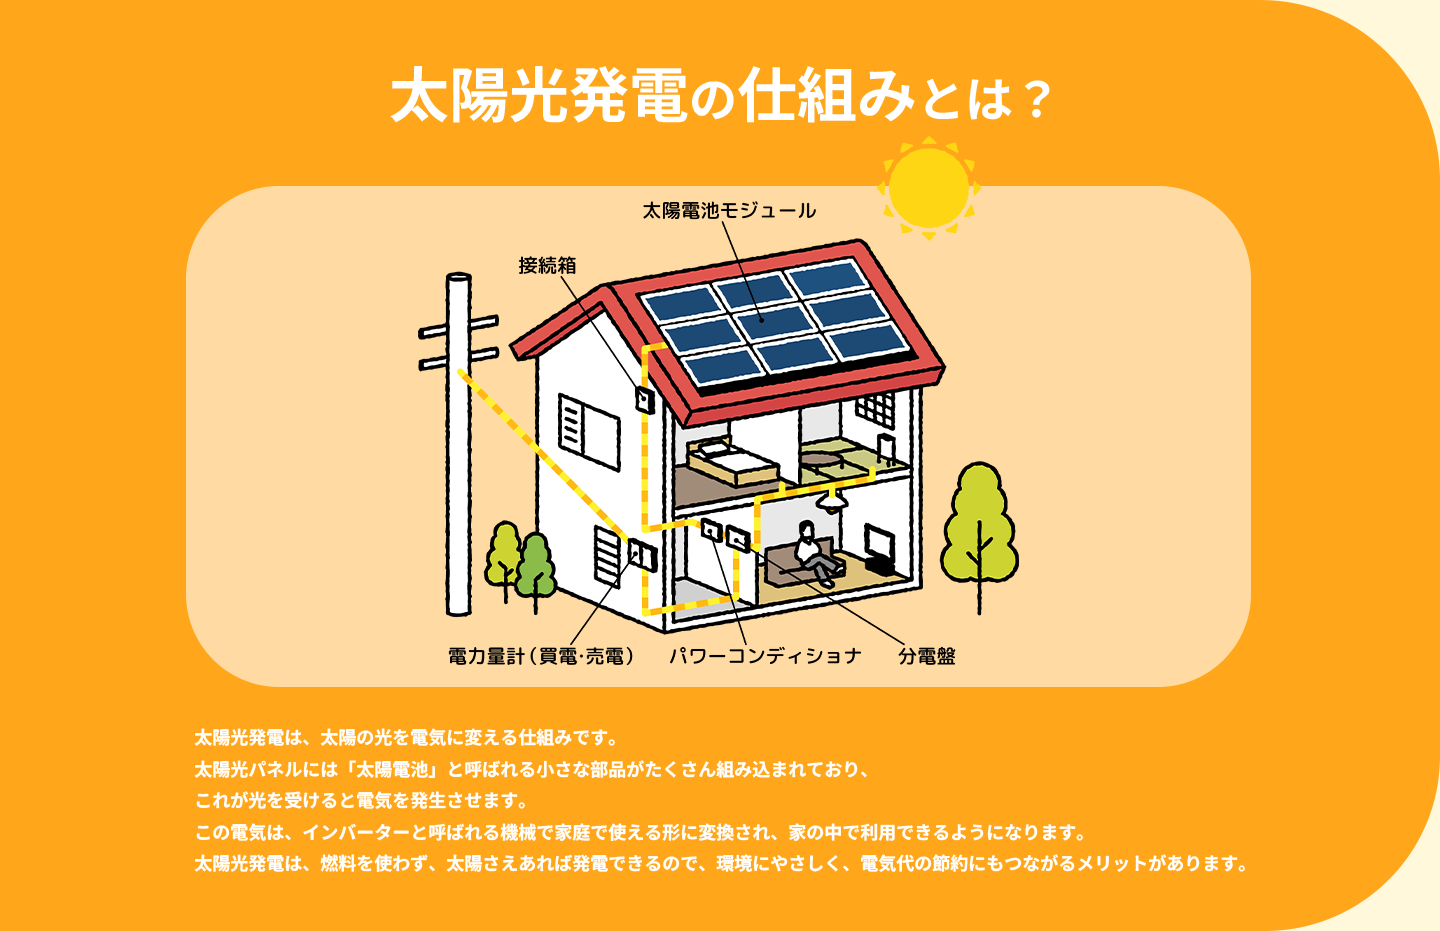 太陽光発電の仕組みとは？
太陽電池モジュール
接続箱
電力量計（買電・売電）
パワーコンディショナ
分電盤
太陽光発電は、太陽の光を電気に変える仕組みです。
太陽光パネルには「太陽電池」と呼ばれる小さな部品がたくさん組み込まれており、
これが光を受けると電気を発生させます。
この電気は、インバーターと呼ばれる機械で家庭で使える形に変換され、家の中で利用できるようになります。
太陽光発電は、燃料を使わず、太陽さえあれば発電できるので、環境にやさしく、電気代の節約にもつながるメリットがあります。